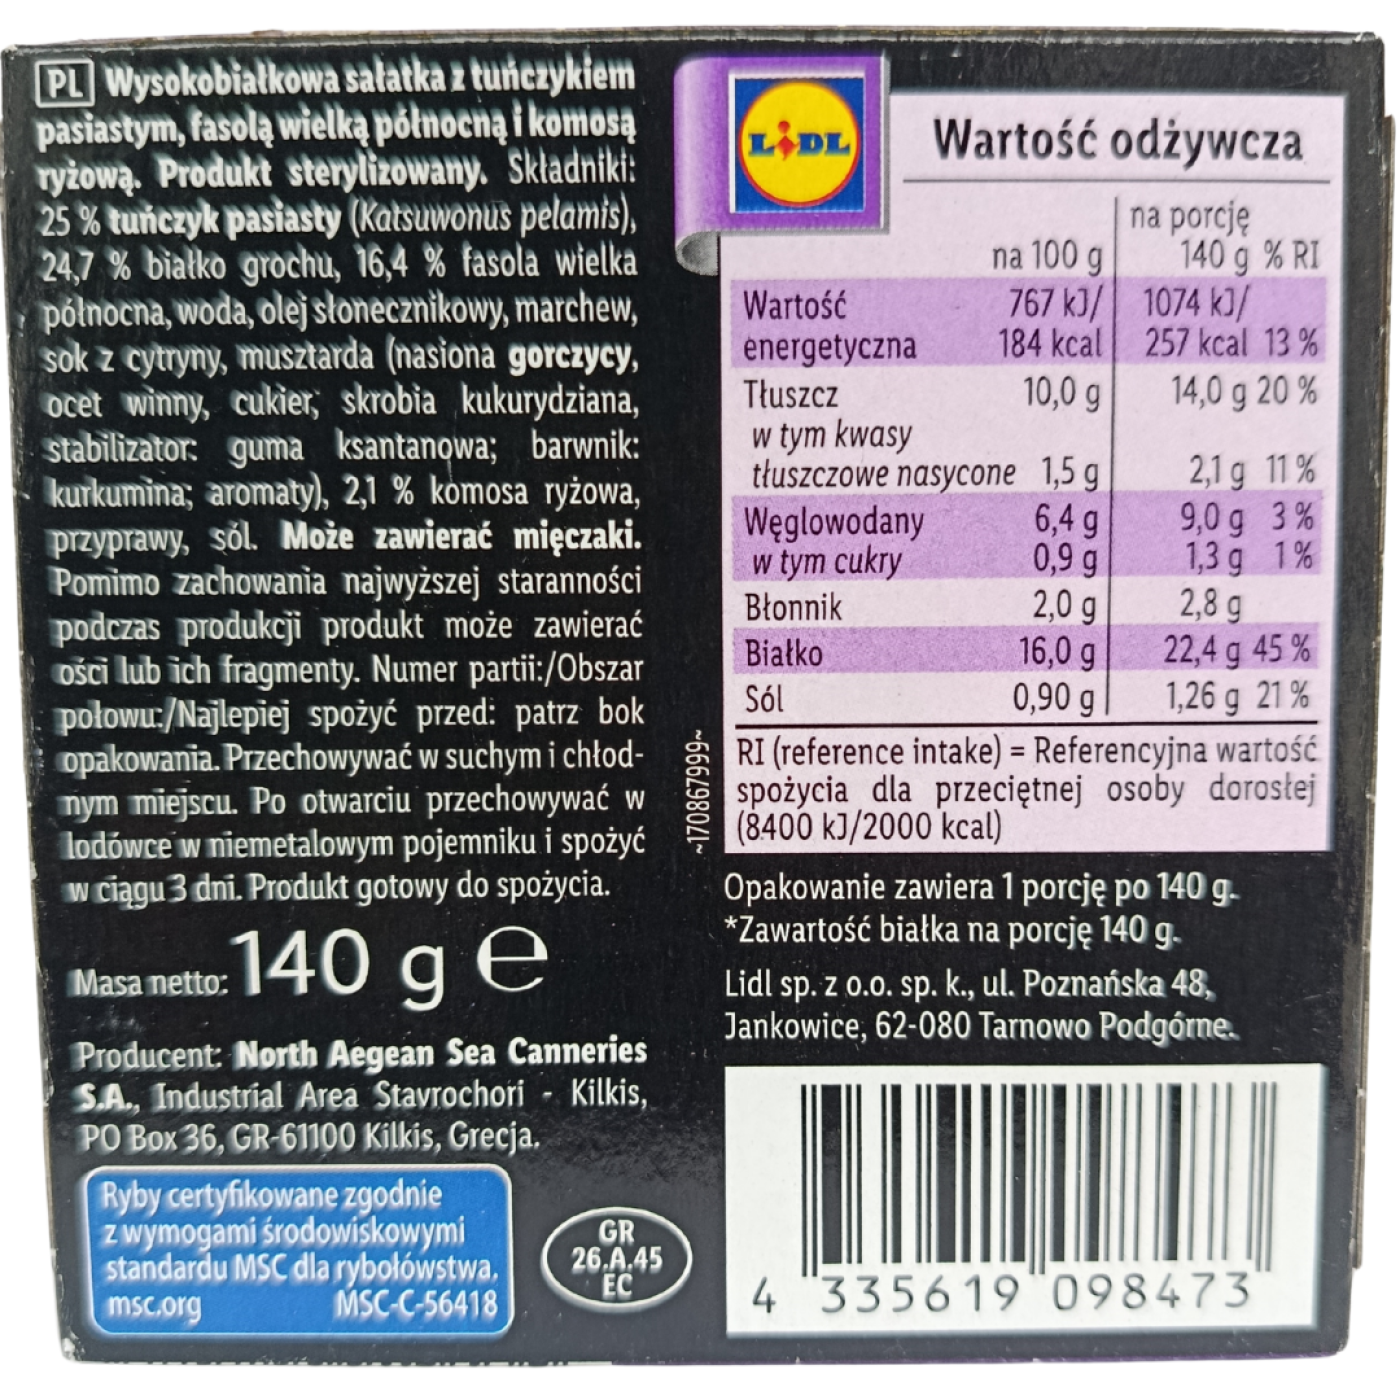 PL Wysokobiałkowa sałatka z tuńczykiem
pasiastym, fasolą wielką północną i komosą
ryżową. Produkt sterylizowany. Składniki:
25 % tuńczyk pasiasty (Katsuwonus pelamis),
24,7 % białko grochu, 16,4 % fasola wielka
północna, woda, olej słonecznikowy, marchew,
sok z cytryny, musztarda (nasiona gorczycy,
ocet winny, cukier, skrobia kukurydziana,
stabilizator: guma ksantanowa; barwnik:
kurkumina; aromaty), 2,1 % komosa ryżowa,
przyprawy, sól. Może zawierać mięczaki.
Pomimo zachowania najwyższej staranności
podczas produkcji produkt może zawierać
ości lub ich fragmenty. Numer partii:/Obszar
połowu:/Najlepiej spożyć przed: patrz bok
opakowania. Przechowywać w suchym i chłod-
nym miejscu. Po otwarciu przechowywać w
lodówce w niemetalowym pojemniku i spożyć
w ciągu 3 dni. Produkt gotowy do spożycia.
Masa netto: 140 g e
Producent: North Aegean Sea Canneries
S.A., Industrial Area Stavrochori - Kilkis,
PO Box 36, GR-61100 Kilkis, Grecja.
Ryby certyfikowane zgodnie
z wymogami środowiskowymi
standardu MSC dla rybołówstwa.
msc.org MSC-C-56418
GR
26.A.45
EC
~170867999~
LIDL
Wartość odżywcza
na porcję
na 100 g 140 g % RI
Wartość 767 kJ/ 1074 kJ/
energetyczna 184 kcal 257 kcal 13 %
Tłuszcz 10,0 g 14,0 g 20 %
w tym kwasy
tłuszczowe nasycone 1,5 g 2,1 g 11 %
Węglowodany 6,4 g 9,0 g 3 %
w tym cukry 0,9 g 1,3 g 1 %
Błonnik 2,0 g 2,8 g
Białko 16,0 g 22,4 g 45 %
Sól 0,90 g 1,26 g 21 %
RI (reference intake) = Referencyjna wartość
spożycia dla przeciętnej osoby dorosłej
(8400 kJ/2000 kcal)
Opakowanie zawiera 1 porcję po 140 g.
*Zawartość białka na porcję 140 g.
Lidl sp. z o.o. sp. k., ul. Poznańska 48,
Jankowice, 62-080 Tarnowo Podgórne.
4 335619 098473